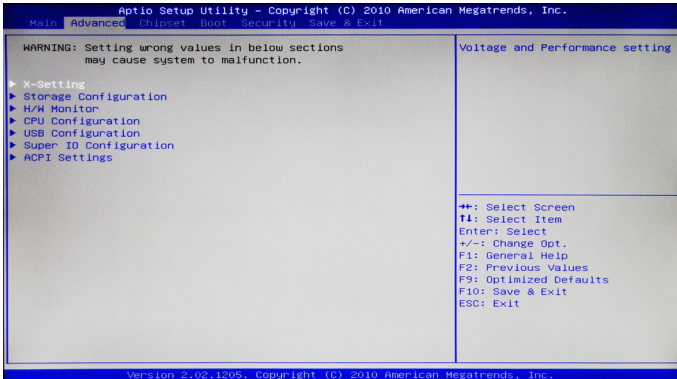 Aptio Setup Utility – Copyright (C) 2010 American Megatrends, Inc.
Main Advanced Chipset Boot Security Save & Exit
WARNING: Setting wrong values in below sections
may cause system to malfunction.
Voltage and Performance setting
▶ X-Setting
▶ Storage Configuration
▶ H/W Monitor
▶ CPU Configuration
▶ USB Configuration
▶ Super IO Configuration
▶ ACPI Settings
→←: Select Screen
↑↓: Select Item
Enter: Select
+/-: Change Opt.
F1: General Help
F2: Previous Values
F9: Optimized Defaults
F10: Save & Exit
ESC: Exit
Version 2.02.1205. Copyright (C) 2010 American Megatrends, Inc.